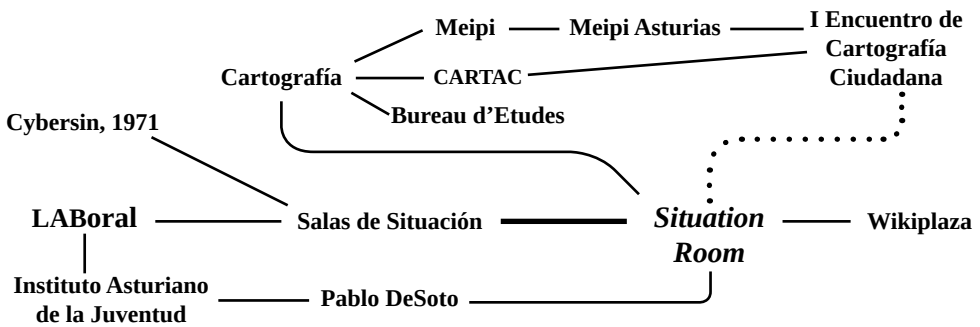 Meipi
Meipi Asturias
I Encuentro de
Cartografía
Ciudadana
Cartografía
CARTAC
Bureau d’Etudes
Cybersin, 1971
LABoral
Salas de Situación
Situation
Room
Wikiplaza
Instituto Asturiano
de la Juventud
Pablo DeSoto